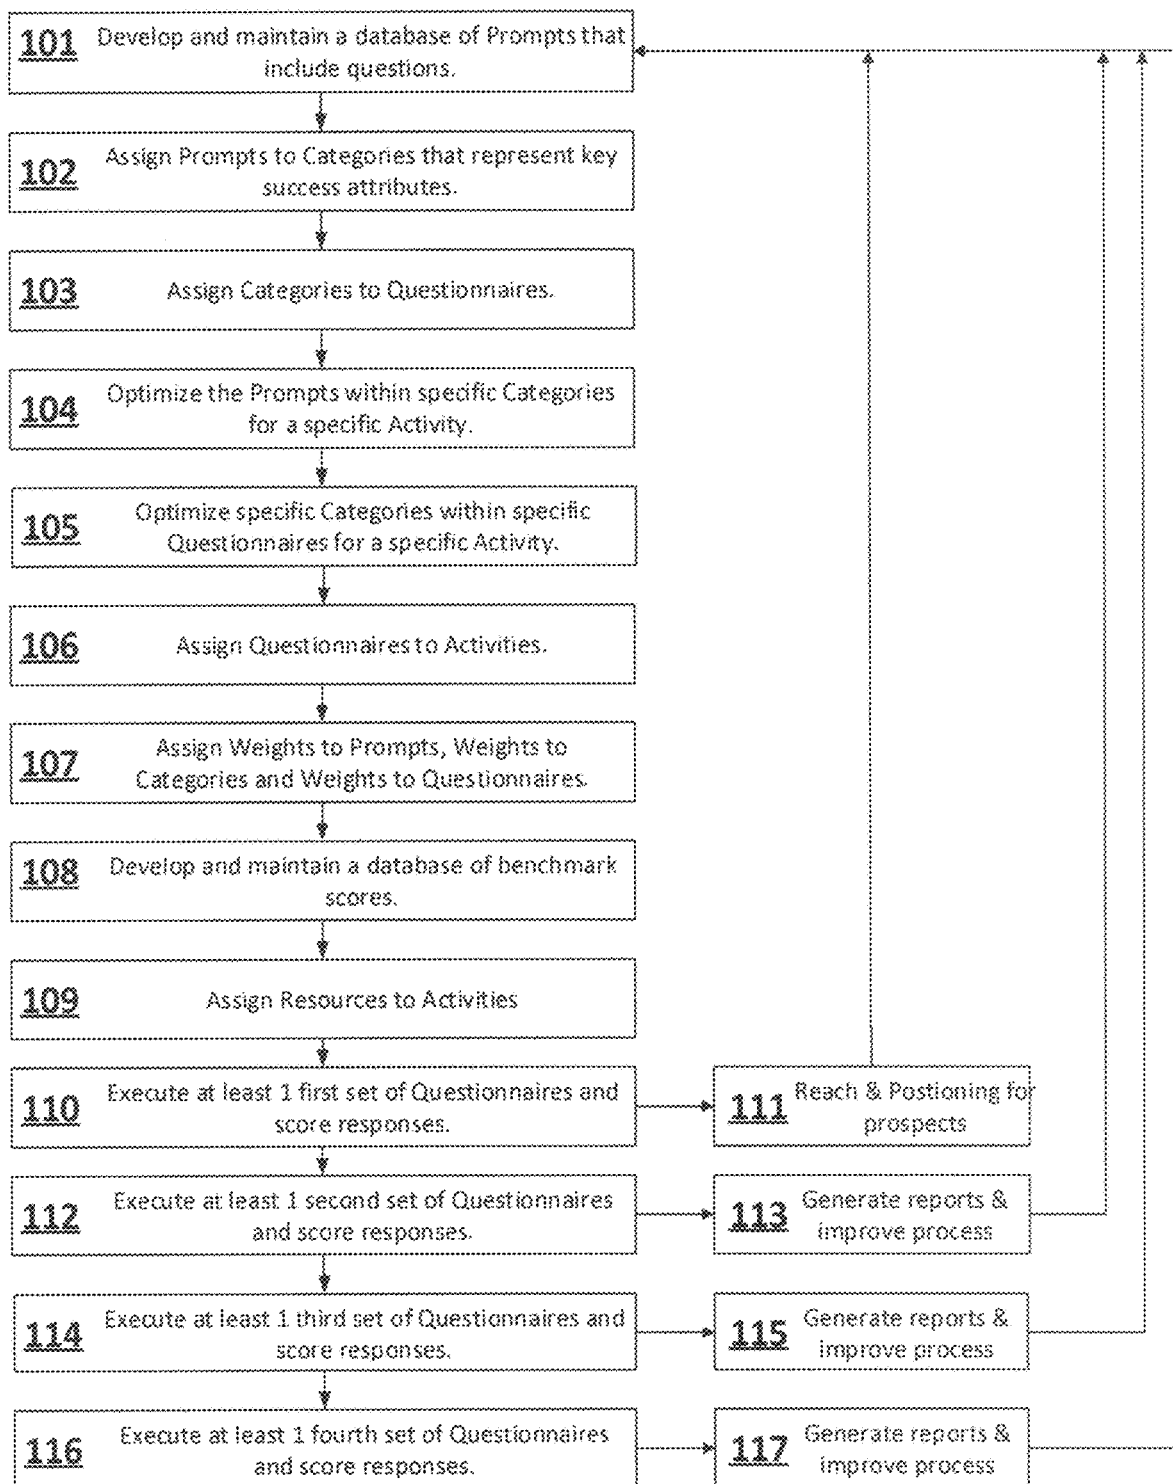 101
Develop and maintain a database of Prompts that
include questions.
102
Assign Prompts to Categories that represent key
success attributes.
103
Assign Categories to Questionnaires.
104
Optimize the Prompts within specific Categories
for a specific Activity.
105
Optimize specific Categories within specific
Questionnaires for a specific Activity.
106
Assign Questionnaires to Activities.
107
Assign Weights to Prompts, Weights to
Categories and Weights to Questionnaires.
108
Develop and maintain a database of benchmark
scores.
109
Assign Resources to Activities
110
Execute at least 1 first set of Questionnaires and
score responses.
111
Reach & Postioning for
prospects
112
Execute at least 1 second set of Questionnaires
and score responses.
113
Generate reports &
improve process
114
Execute at least 1 third set of Questionnaires and
score responses.
115
Generate reports &
improve process
116
Execute at least 1 fourth set of Questionnaires
and score responses.
117
Generate reports &
improve process